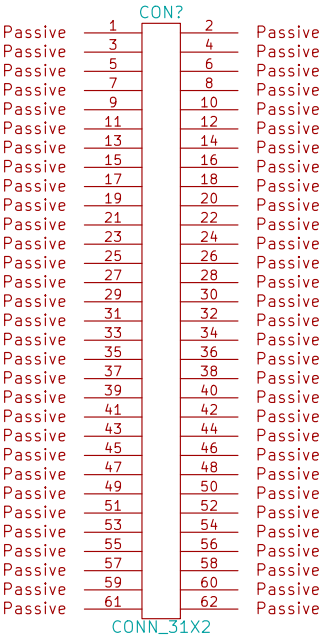 CON?
Passive 1 2 Passive
Passive 3 4 Passive
Passive 5 6 Passive
Passive 7 8 Passive
Passive 9 10 Passive
Passive 11 12 Passive
Passive 13 14 Passive
Passive 15 16 Passive
Passive 17 18 Passive
Passive 19 20 Passive
Passive 21 22 Passive
Passive 23 24 Passive
Passive 25 26 Passive
Passive 27 28 Passive
Passive 29 30 Passive
Passive 31 32 Passive
Passive 33 34 Passive
Passive 35 36 Passive
Passive 37 38 Passive
Passive 39 40 Passive
Passive 41 42 Passive
Passive 43 44 Passive
Passive 45 46 Passive
Passive 47 48 Passive
Passive 49 50 Passive
Passive 51 52 Passive
Passive 53 54 Passive
Passive 55 56 Passive
Passive 57 58 Passive
Passive 59 60 Passive
Passive 61 62 Passive
CONN_31X2